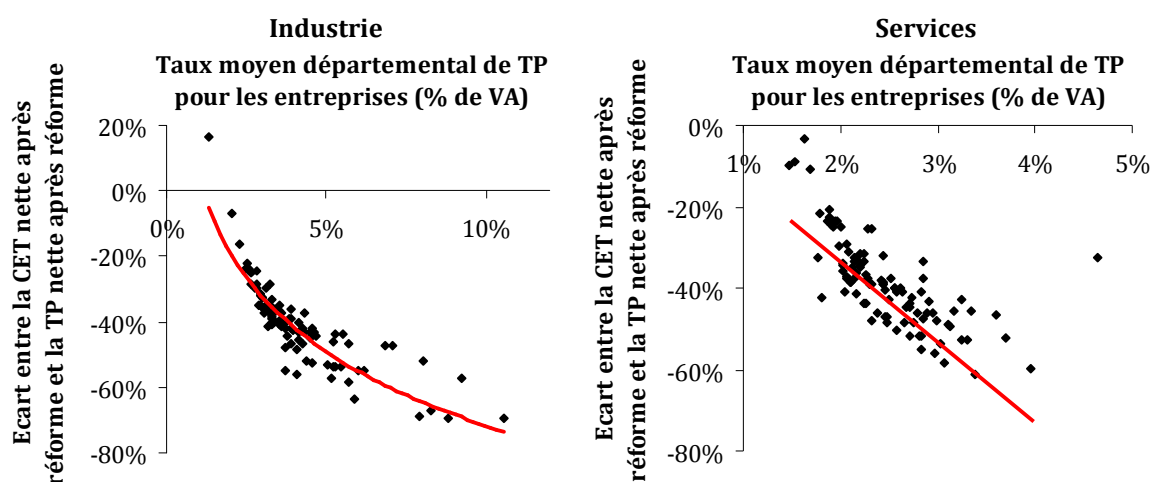 Industrie
Taux moyen départemental de TP
pour les entreprises (% de VA)
Ecart entre la CET nette après
réforme et la TP nette après réforme
20%
0%
-20%
-40%
-60%
-80%
0%
5%
10%
Services
Taux moyen départemental de TP
pour les entreprises (% de VA)
Ecart entre la CET nette après
réforme et la TP nette après réforme
0%
-20%
-40%
-60%
-80%
1%
2%
3%
4%
5%